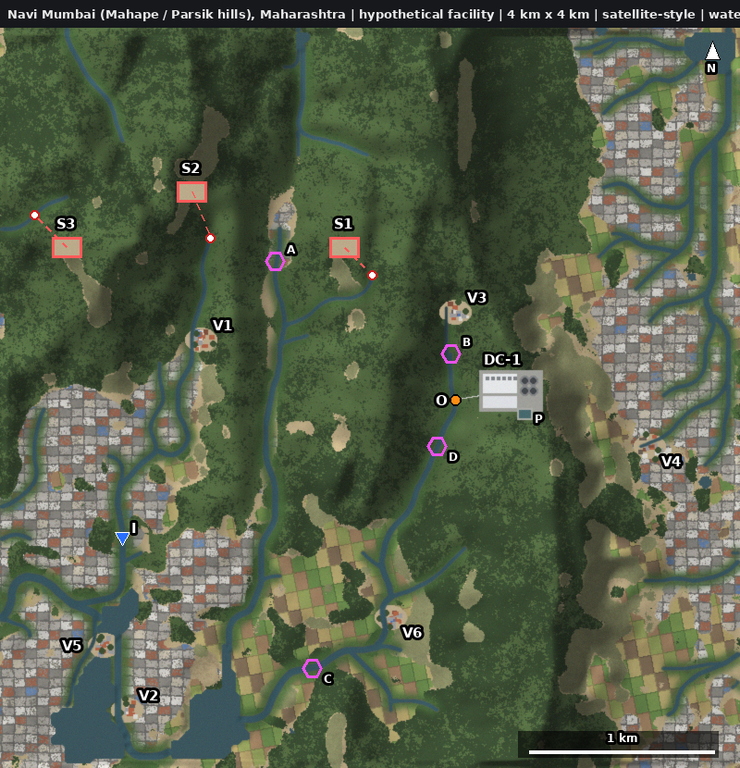 Navi Mumbai (Mahape / Parsik hills), Maharashtra | hypothetical facility | 4 km x 4 km | satellite-style | wate
N
S2
S3
S1
A
V3
V1
B
DC-1
O
P
D
V4
I
V6
V5
C
V2
1 km